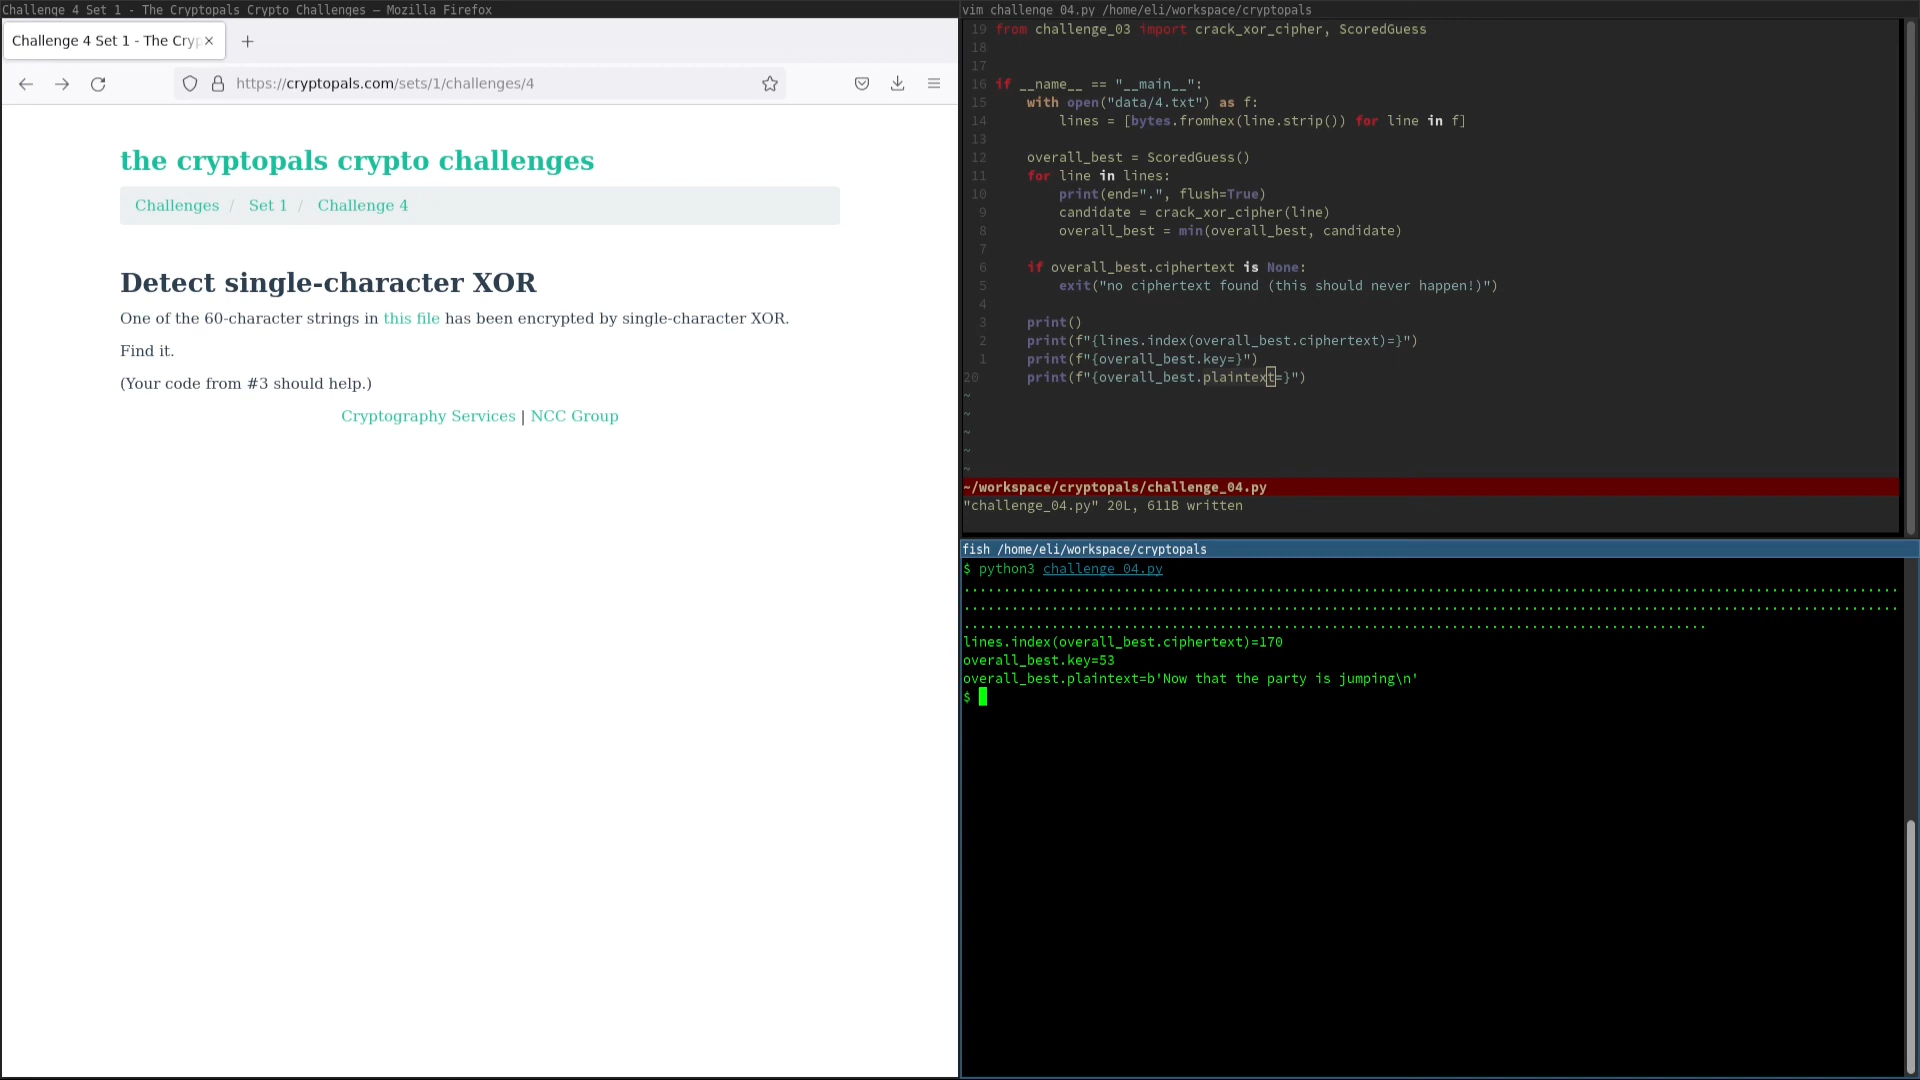 Challenge 4 Set 1 - The Cryptopals Crypto Challenges — Mozilla Firefox
Challenge 4 Set 1 - The Cryp
https://cryptopals.com/sets/1/challenges/4
the cryptopals crypto challenges
Challenges / Set 1 / Challenge 4
Detect single-character XOR
One of the 60-character strings in this file has been encrypted by single-character XOR.
Find it.
(Your code from #3 should help.)
Cryptography Services | NCC Group
vim challenge_04.py /home/eli/workspace/cryptopals
19 from challenge_03 import crack_xor_cipher, ScoredGuess
18
17
16 if __name__ == "__main__":
15     with open("data/4.txt") as f:
14         lines = [bytes.fromhex(line.strip()) for line in f]
13
12     overall_best = ScoredGuess()
11     for line in lines:
10         print(end=".", flush=True)
9         candidate = crack_xor_cipher(line)
8         overall_best = min(overall_best, candidate)
7
6     if overall_best.ciphertext is None:
5         exit("no ciphertext found (this should never happen!)")
4
3     print()
2     print(f"{lines.index(overall_best.ciphertext)=}")
1     print(f"{overall_best.key=}")
20     print(f"{overall_best.plaintext=}")
~
~
~
~
~
~/workspace/cryptopals/challenge_04.py
"challenge_04.py" 20L, 611B written
fish /home/eli/workspace/cryptopals
$ python3 challenge_04.py
.....................................................................................................................
.....................................................................................................................
.............................................................................................
lines.index(overall_best.ciphertext)=170
overall_best.key=53
overall_best.plaintext=b'Now that the party is jumping\n'
$